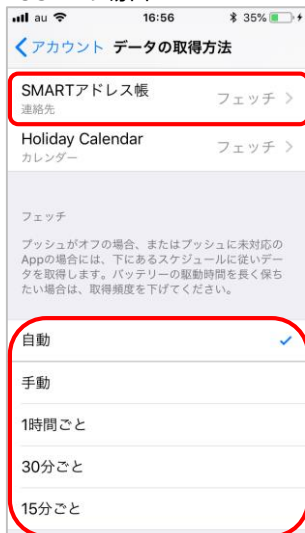 au 16:56 35%
アカウント データの取得方法
SMARTアドレス帳 フェッチ
連絡先
Holiday Calendar フェッチ
カレンダー
フェッチ
プッシュがオフの場合、またはプッシュに未対応の
Appの場合には、下にあるスケジュールに従いデー
タを取得します。バッテリーの駆動時間を長く保ち
たい場合は、取得頻度を下げてください。
自動
手動
1時間ごと
30分ごと
15分ごと